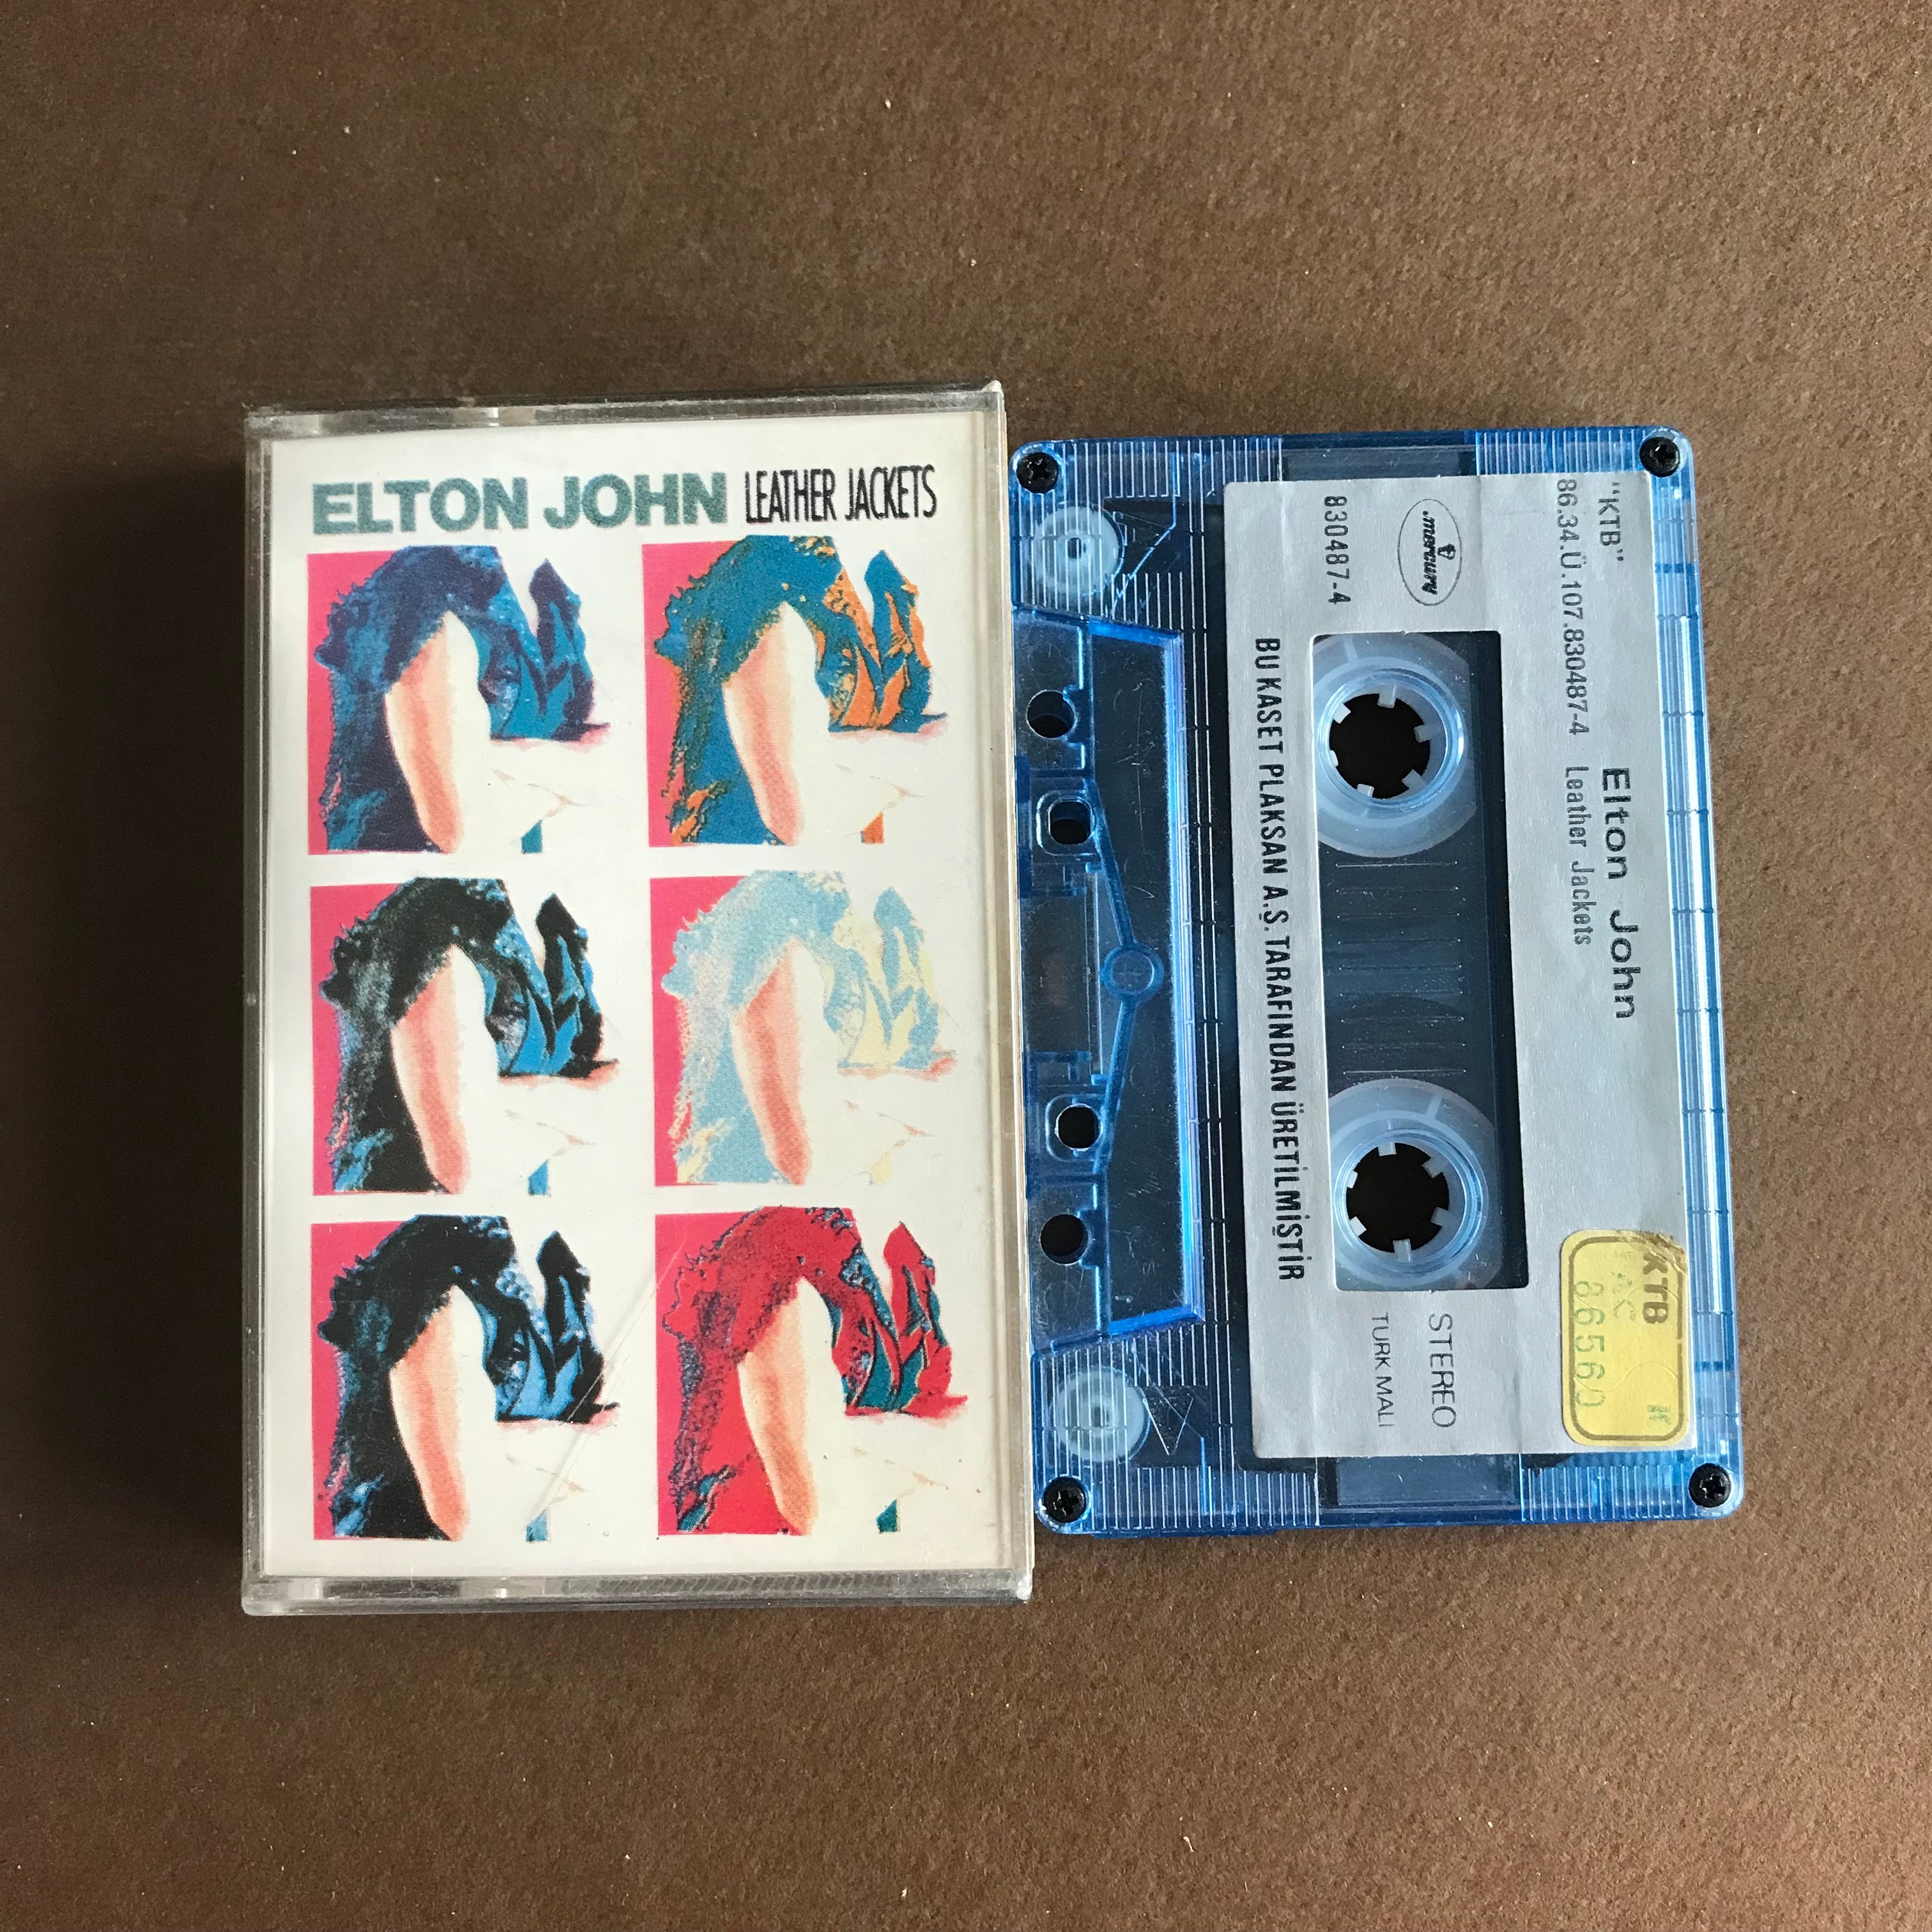 ELTON JOHN LEATHER JACKETS
"KTB"
86.34.Ü.107.830487-4 Leather Jackets
Elton John
mercury
830487-4
BU KASET PLAKSAN A.Ş. TARAFINDAN ÜRETİLMİŞTİR
STEREO
TURK MALI
KTB